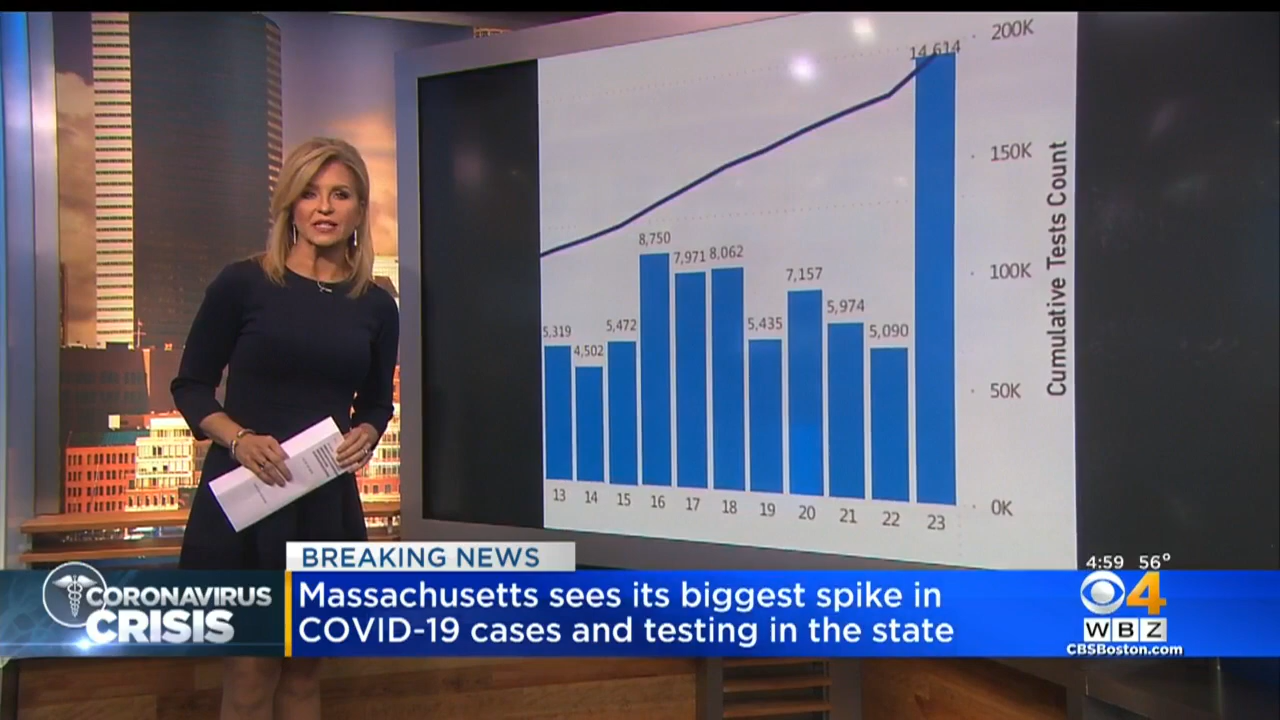 200K
14,614
150K
Cumulative Tests Count
8,750
7,971
8,062
100K
7,157
5,974
5,319
5,472
5,435
5,090
4,502
50K
0K
13
14
15
16
17
18
19
20
21
22
23
BREAKING NEWS
4:59 56°
CORONAVIRUS
CRISIS
Massachusetts sees its biggest spike in
COVID-19 cases and testing in the state
4
WBZ
CBSBoston.com